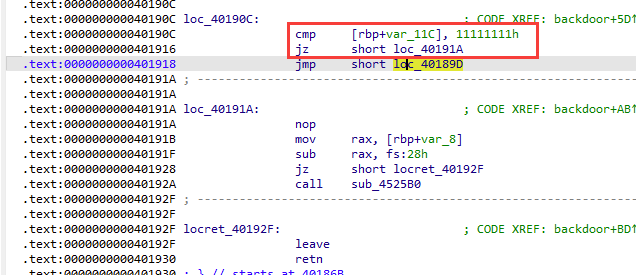 .text:000000000040190C
.text:000000000040190C loc_40190C: ; CODE XREF: backdoor+5D↑
.text:000000000040190C cmp [rbp+var_11C], 11111111h
.text:0000000000401916 jz short loc_40191A
.text:0000000000401918 jmp short loc_40189D
.text:000000000040191A ; ---------------------------------------------------------------
.text:000000000040191A
.text:000000000040191A loc_40191A: ; CODE XREF: backdoor+AB↑
.text:000000000040191A nop
.text:000000000040191B mov rax, [rbp+var_8]
.text:000000000040191F sub rax, fs:28h
.text:0000000000401928 jz short locret_40192F
.text:000000000040192A call sub_4525B0
.text:000000000040192F ; ---------------------------------------------------------------
.text:000000000040192F
.text:000000000040192F locret_40192F: ; CODE XREF: backdoor+BD↑
.text:000000000040192F leave
.text:0000000000401930 retn
.text:0000000000401930 ; } // starts at 40186B